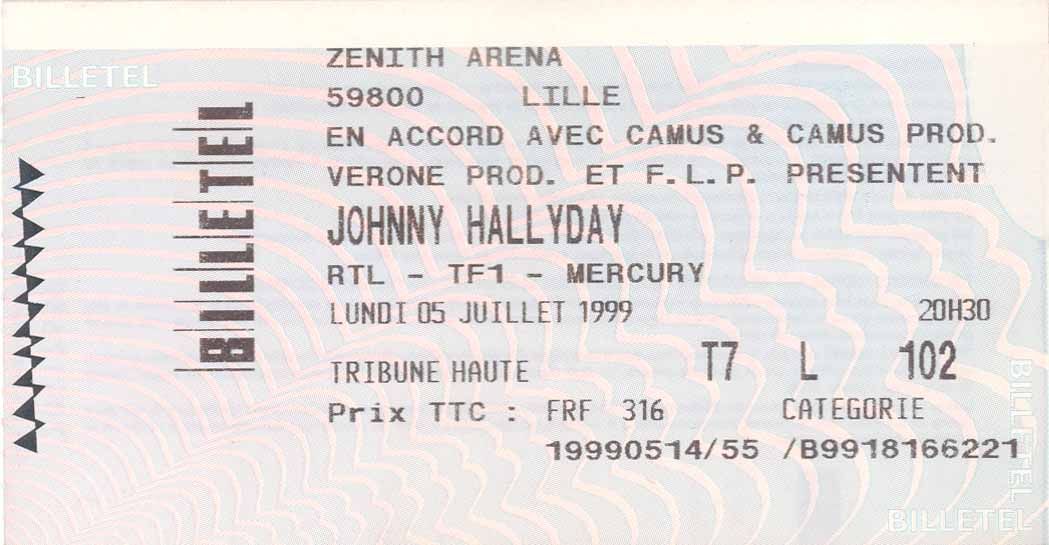 BILLETEL
BILLETEL
ZENITH ARENA
59800 LILLE
EN ACCORD AVEC CAMUS & CAMUS PROD.
VERONE PROD. ET F.L.P. PRESENTENT
JOHNNY HALLYDAY
RTL - TF1 - MERCURY
LUNDI 05 JUILLET 1999 20H30
TRIBUNE HAUTE T7 L 102
Prix TTC : FRF 316 CATEGORIE
19990514/55 /B9918166221
BILLETEL
BILLETEL